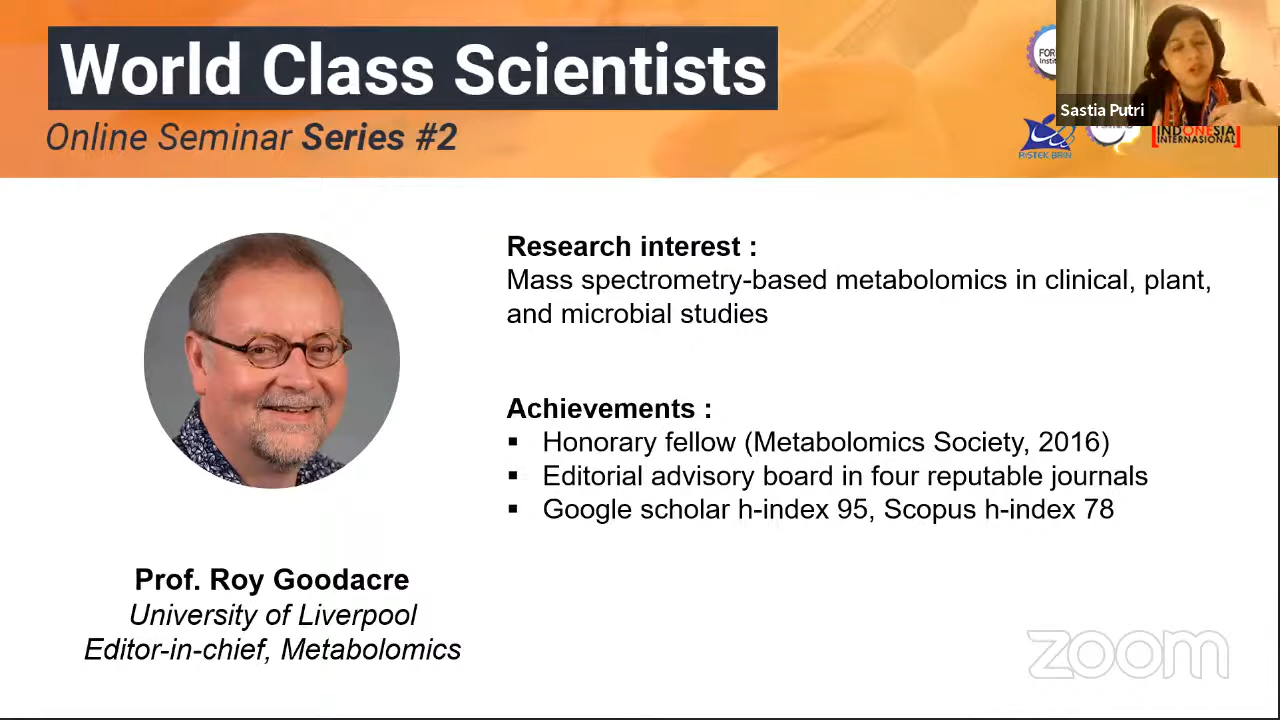 World Class Scientists
Online Seminar Series #2
FOR
Insti
Sastia Putri
RISTEK BRIN
INDONESIA
INTERNASIONAL
Research interest :
Mass spectrometry-based metabolomics in clinical, plant,
and microbial studies
Achievements :
▪ Honorary fellow (Metabolomics Society, 2016)
▪ Editorial advisory board in four reputable journals
▪ Google scholar h-index 95, Scopus h-index 78
Prof. Roy Goodacre
University of Liverpool
Editor-in-chief, Metabolomics
zoom